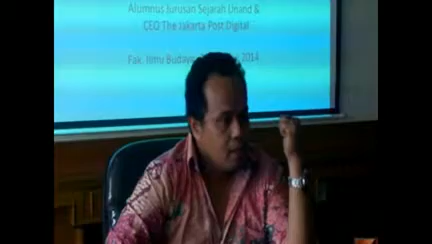 Alumnus Jurusan Sejarah Unand &
CEO The Jakarta Post Digital
Fak. Ilmu Budaya, 2014